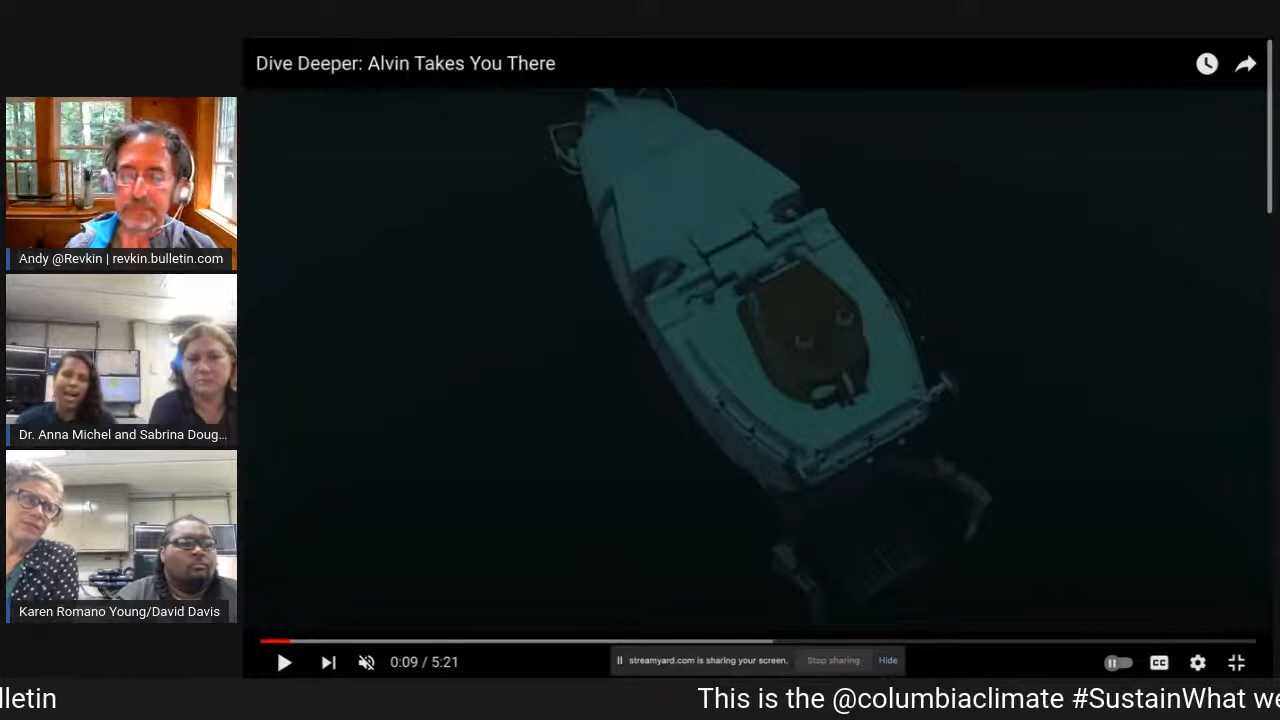 Dive Deeper: Alvin Takes You There
Andy @Revkin | revkin.bulletin.com
Dr. Anna Michel and Sabrina Doug...
Karen Romano Young/David Davis
0:09 / 5:21
streamyard.com is sharing your screen.
Stop sharing
Hide
CC
lletin
This is the @columbiaclimate #SustainWhat we